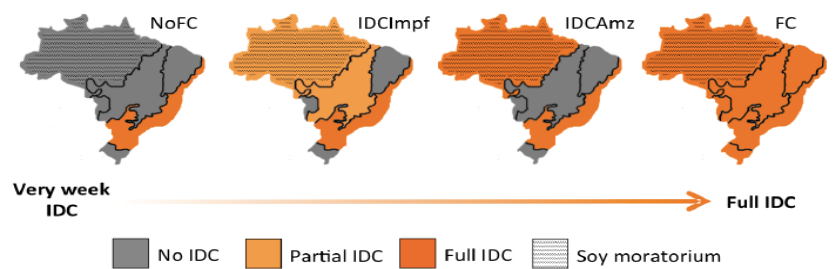 NoFC
IDCImpf
IDCAmz
FC
Very week
IDC
Full IDC
No IDC
Partial IDC
Full IDC
Soy moratorium